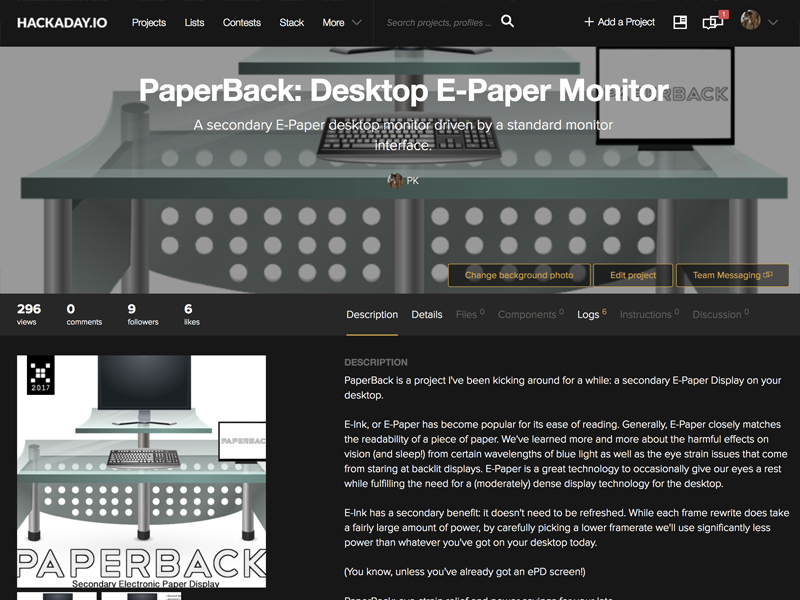 HACKADAY.IO Projects Lists Contests Stack More Search projects, profiles ... + Add a Project 1
PAPERBACK
PaperBack: Desktop E-Paper Monitor
A secondary E-Paper desktop monitor driven by a standard monitor
interface.
PK
Change background photo Edit project Team Messaging
296 0 9 6
views comments followers likes
Description Details Files 0 Components 0 Logs 6 Instructions 0 Discussion 0
2017
PAPERBACK
PAPERBACK
Secondary Electronic Paper Display
DESCRIPTION
PaperBack is a project I've been kicking around for a while: a secondary E-Paper Display on your
desktop.
E-Ink, or E-Paper has become popular for its ease of reading. Generally, E-Paper closely matches
the readability of a piece of paper. We've learned more and more about the harmful effects on
vision (and sleep!) from certain wavelengths of blue light as well as the eye strain issues that come
from staring at backlit displays. E-Paper is a great technology to occasionally give our eyes a rest
while fulfilling the need for a (moderately) dense display technology for the desktop.
E-Ink has a secondary benefit: it doesn't need to be refreshed. While each frame rewrite does take
a fairly large amount of power, by carefully picking a lower framerate we'll use significantly less
power than whatever you've got on your desktop today.
(You know, unless you've already got an ePD screen!)